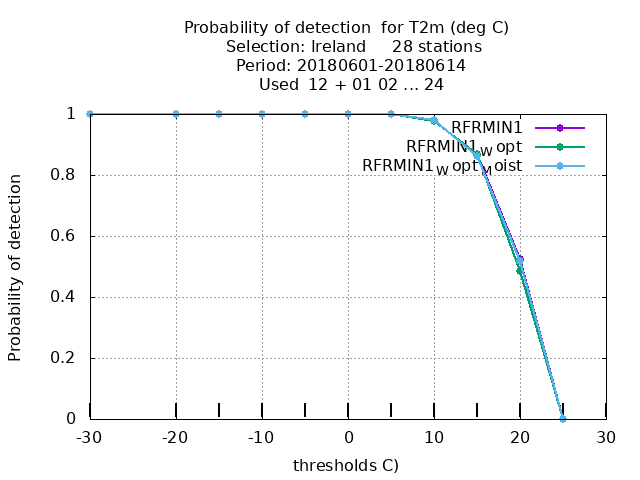 Probability of detection for T2m (deg C)
Selection: Ireland 28 stations
Period: 20180601-20180614
Used 12 + 01 02 ... 24
RFRMIN1
RFRMIN1_W opt
RFRMIN1_W opt_M oist
1
0.8
0.6
0.4
0.2
0
Probability of detection
-30 -20 -10 0 10 20 30
thresholds C)